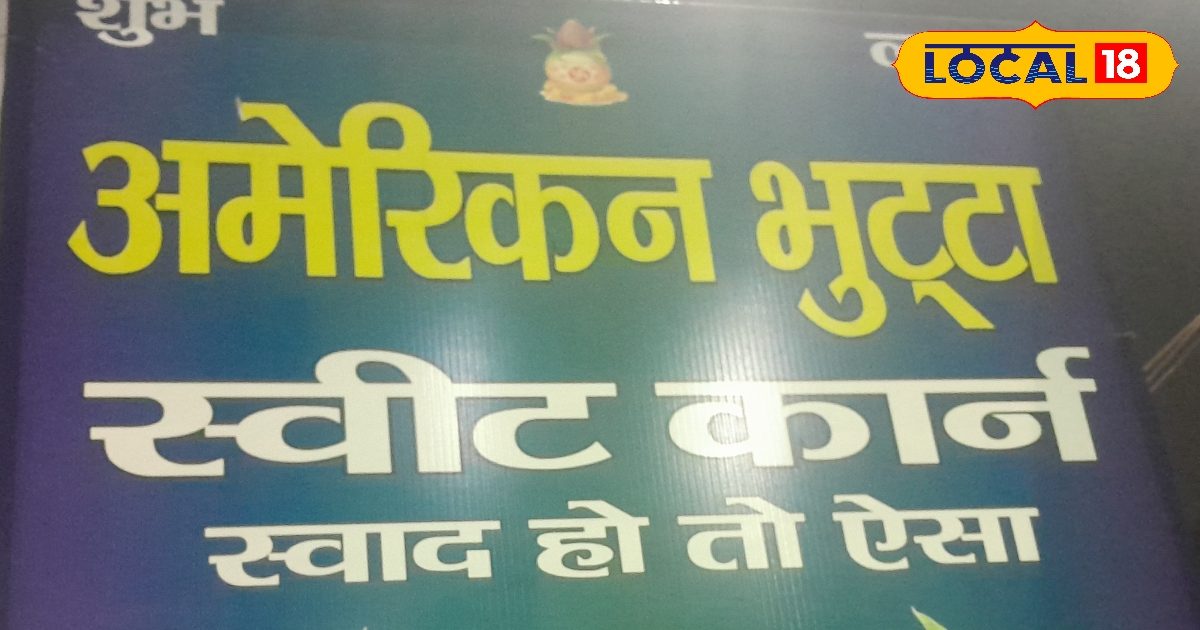 शुभ
LOCAL 18
अमेरिकन भुट्टा
स्वीट कार्न
स्वाद हो तो ऐसा